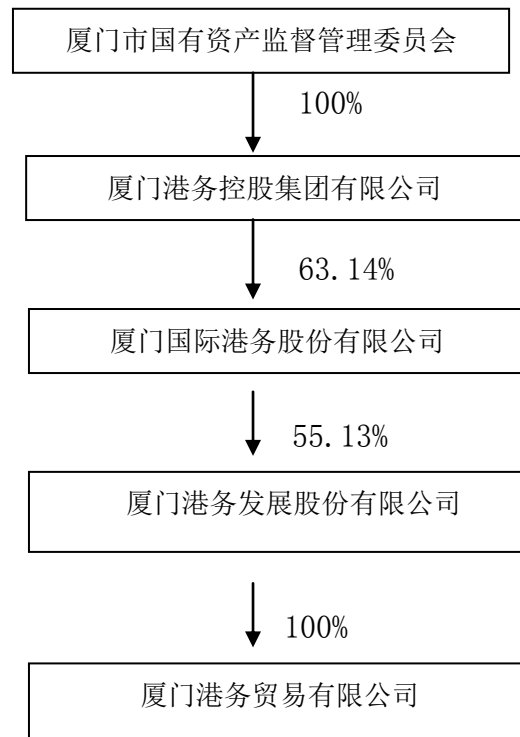 厦门市国有资产监督管理委员会
100%
厦门港务控股集团有限公司
63.14%
厦门国际港务股份有限公司
55.13%
厦门港务发展股份有限公司
100%
厦门港务贸易有限公司